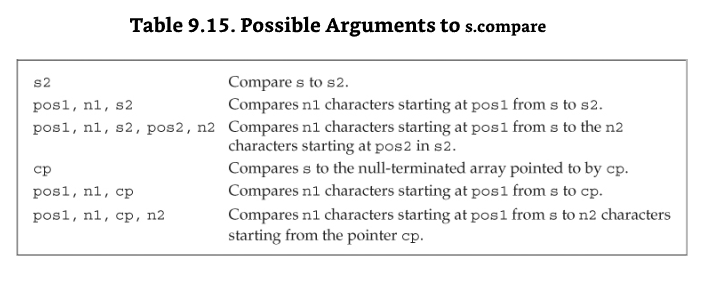 Table 9.15. Possible Arguments to s.compare
s2 Compare s to s2.
pos1, n1, s2 Compares n1 characters starting at pos1 from s to s2.
pos1, n1, s2, pos2, n2 Compares n1 characters starting at pos1 from s to the n2
characters starting at pos2 in s2.
cp Compares s to the null-terminated array pointed to by cp.
pos1, n1, cp Compares n1 characters starting at pos1 from s to cp.
pos1, n1, cp, n2 Compares n1 characters starting at pos1 from s to n2 characters
starting from the pointer cp.